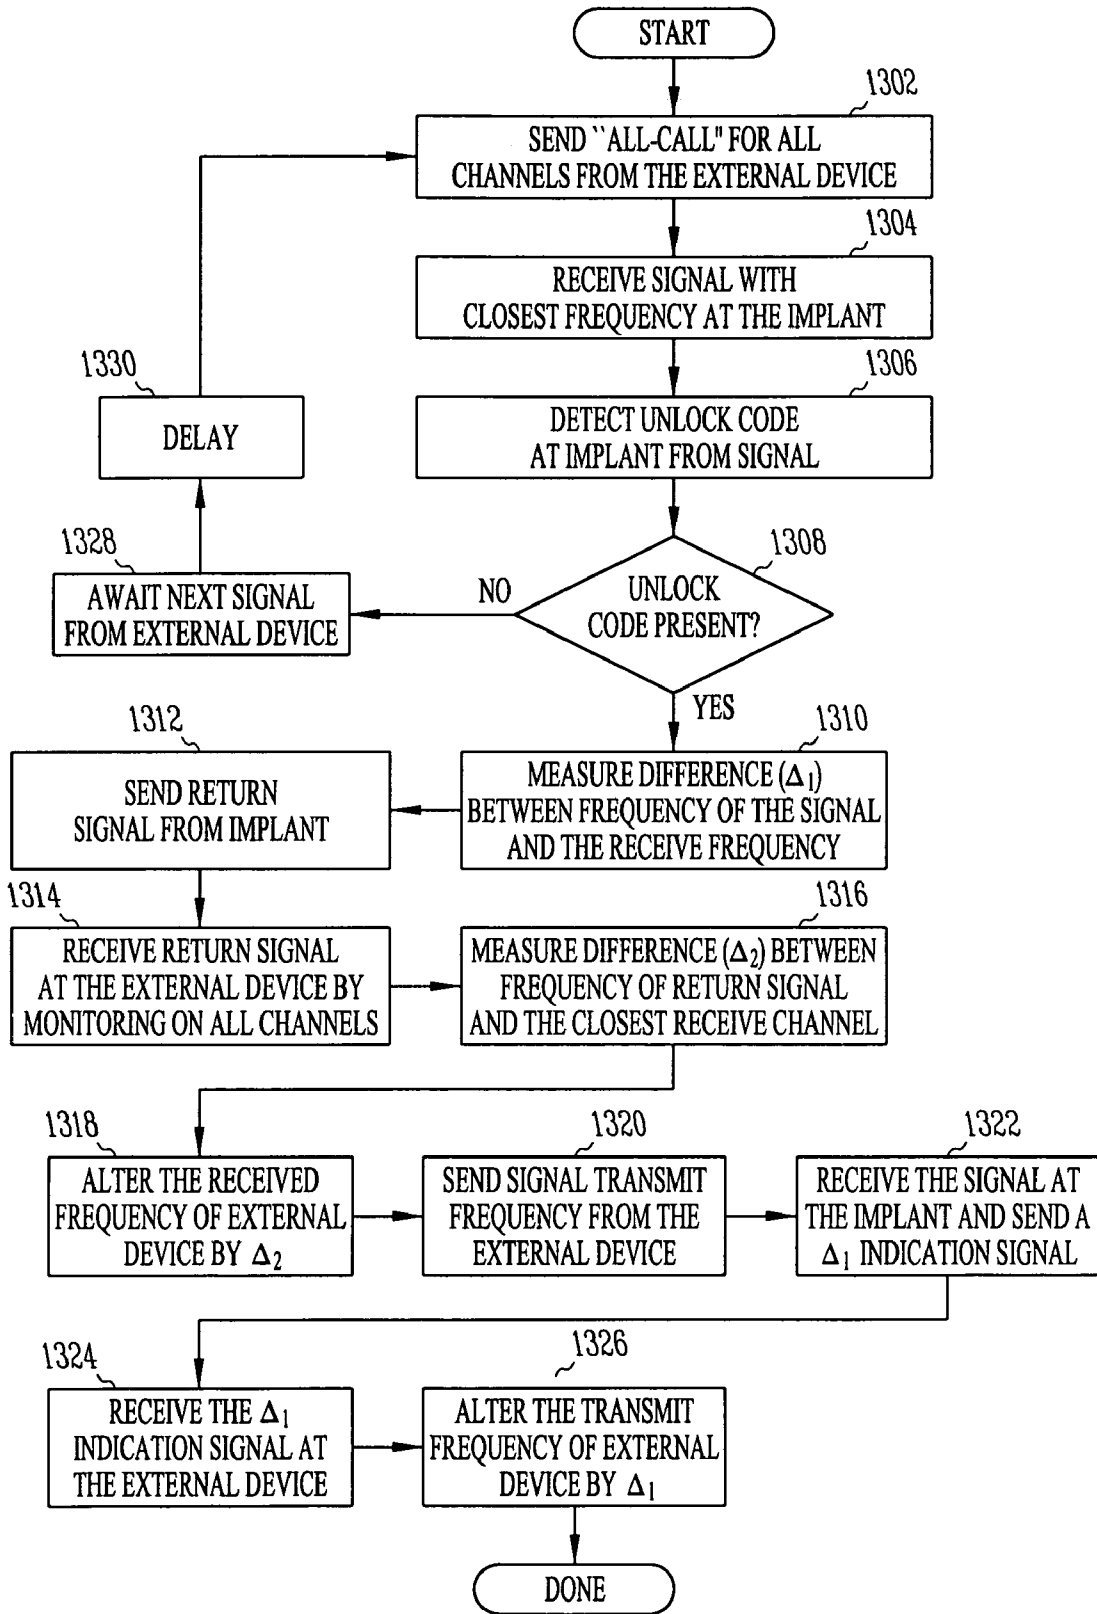 START
1302
SEND ``ALL-CALL" FOR ALL
CHANNELS FROM THE EXTERNAL DEVICE
1304
RECEIVE SIGNAL WITH
CLOSEST FREQUENCY AT THE IMPLANT
1306
DETECT UNLOCK CODE
AT IMPLANT FROM SIGNAL
1330
DELAY
1308
UNLOCK
CODE PRESENT?
NO
1328
AWAIT NEXT SIGNAL
FROM EXTERNAL DEVICE
YES
1310
MEASURE DIFFERENCE (Δ1)
BETWEEN FREQUENCY OF THE SIGNAL
AND THE RECEIVE FREQUENCY
1312
SEND RETURN
SIGNAL FROM IMPLANT
1314
RECEIVE RETURN SIGNAL
AT THE EXTERNAL DEVICE BY
MONITORING ON ALL CHANNELS
1316
MEASURE DIFFERENCE (Δ2) BETWEEN
FREQUENCY OF RETURN SIGNAL
AND THE CLOSEST RECEIVE CHANNEL
1318
ALTER THE RECEIVED
FREQUENCY OF EXTERNAL
DEVICE BY Δ2
1320
SEND SIGNAL TRANSMIT
FREQUENCY FROM THE
EXTERNAL DEVICE
1322
RECEIVE THE SIGNAL AT
THE IMPLANT AND SEND A
Δ1 INDICATION SIGNAL
1324
RECEIVE THE Δ1
INDICATION SIGNAL AT
THE EXTERNAL DEVICE
1326
ALTER THE TRANSMIT
FREQUENCY OF EXTERNAL
DEVICE BY Δ1
DONE